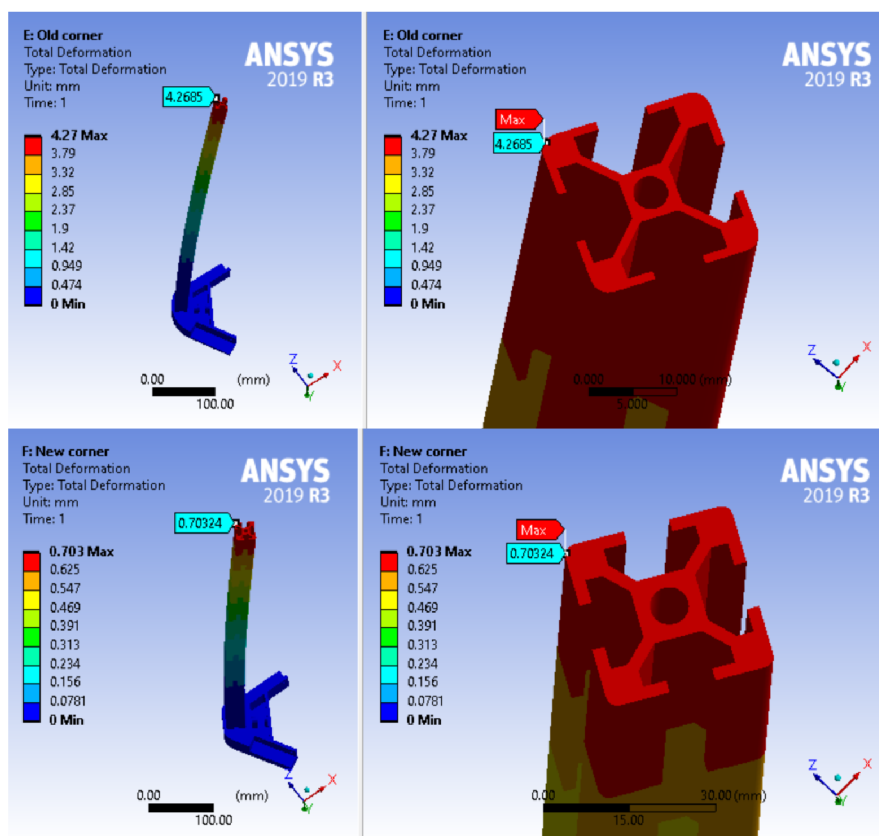 E: Old corner
Total Deformation
Type: Total Deformation
Unit: mm
Time: 1
ANSYS
2019 R3
4.2685
4.27 Max
3.79
3.32
2.85
2.37
1.9
1.42
0.949
0.474
0 Min
0.00
(mm)
100.00
Z
X
Y
E: Old corner
Total Deformation
Type: Total Deformation
Unit: mm
Time: 1
ANSYS
2019 R3
Max
4.2685
4.27 Max
3.79
3.32
2.85
2.37
1.9
1.42
0.949
0.474
0 Min
0.000
10.000 (mm)
5.000
Z
X
Y
F: New corner
Total Deformation
Type: Total Deformation
Unit: mm
Time: 1
ANSYS
2019 R3
0.70324
0.703 Max
0.625
0.547
0.469
0.391
0.313
0.234
0.156
0.0781
0 Min
0.00
(mm)
100.00
Z
X
Y
F: New corner
Total Deformation
Type: Total Deformation
Unit: mm
Time: 1
ANSYS
2019 R3
Max
0.70324
0.703 Max
0.625
0.547
0.469
0.391
0.313
0.234
0.156
0.0781
0 Min
0.00
30.00 (mm)
15.00
Z
X
Y